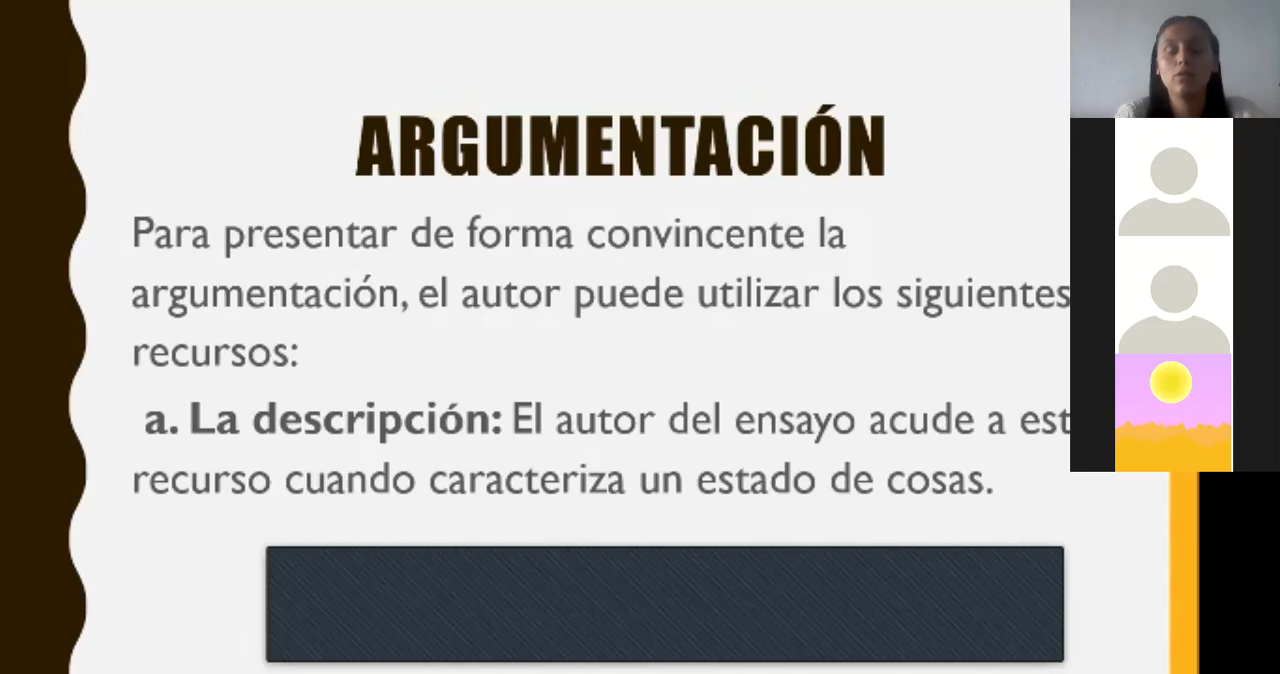 ARGUMENTACIÓN
Para presentar de forma convincente la
argumentación, el autor puede utilizar los siguientes
recursos:
a. La descripción: El autor del ensayo acude a est
recurso cuando caracteriza un estado de cosas.